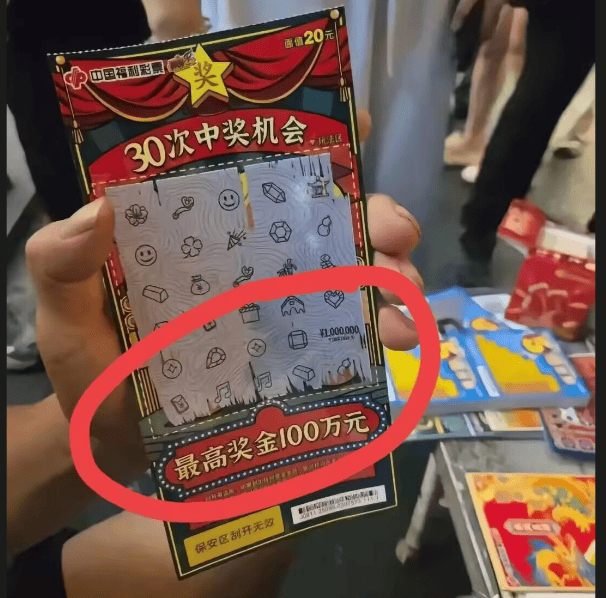 中国福利彩票
面值20元
奖
30次中奖机会
¥1,000,000
最高奖金100万元
保安区刮开无效